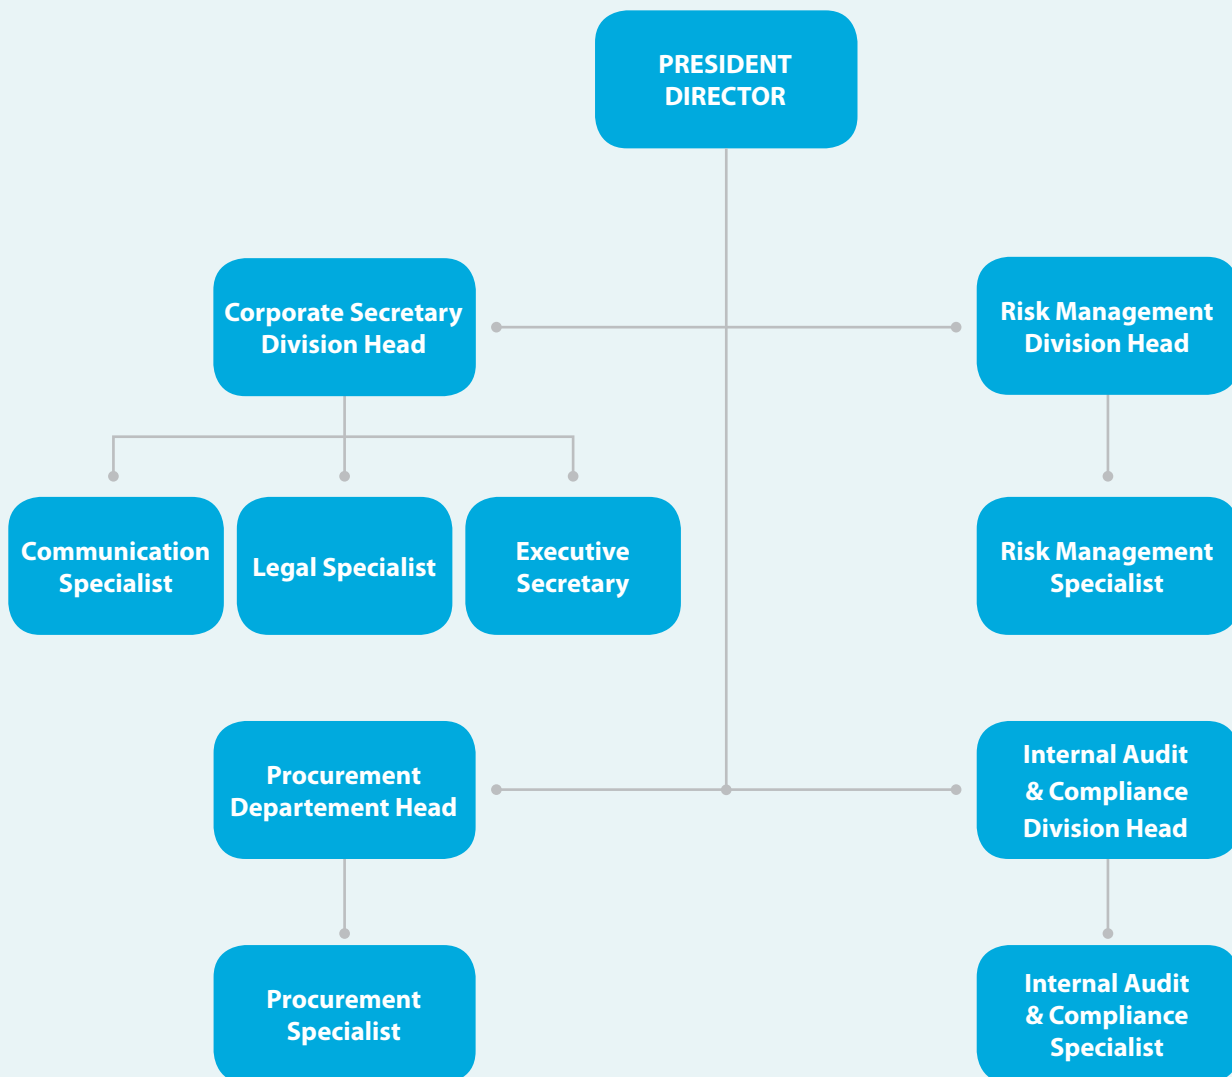 PRESIDENT
DIRECTOR
Corporate Secretary
Division Head
Risk Management
Division Head
Communication
Specialist
Legal Specialist
Executive
Secretary
Risk Management
Specialist
Procurement
Departement Head
Internal Audit
& Compliance
Division Head
Procurement
Specialist
Internal Audit
& Compliance
Specialist